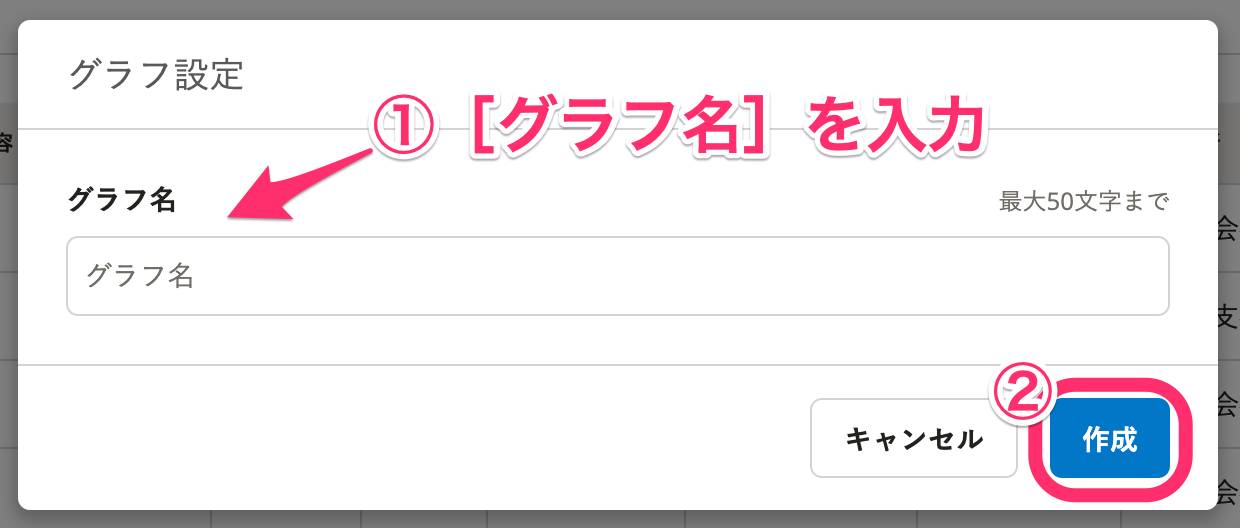 グラフ設定
①［グラフ名］を入力
グラフ名
最大50文字まで
グラフ名
②
キャンセル
作成
容
会
支
会
会